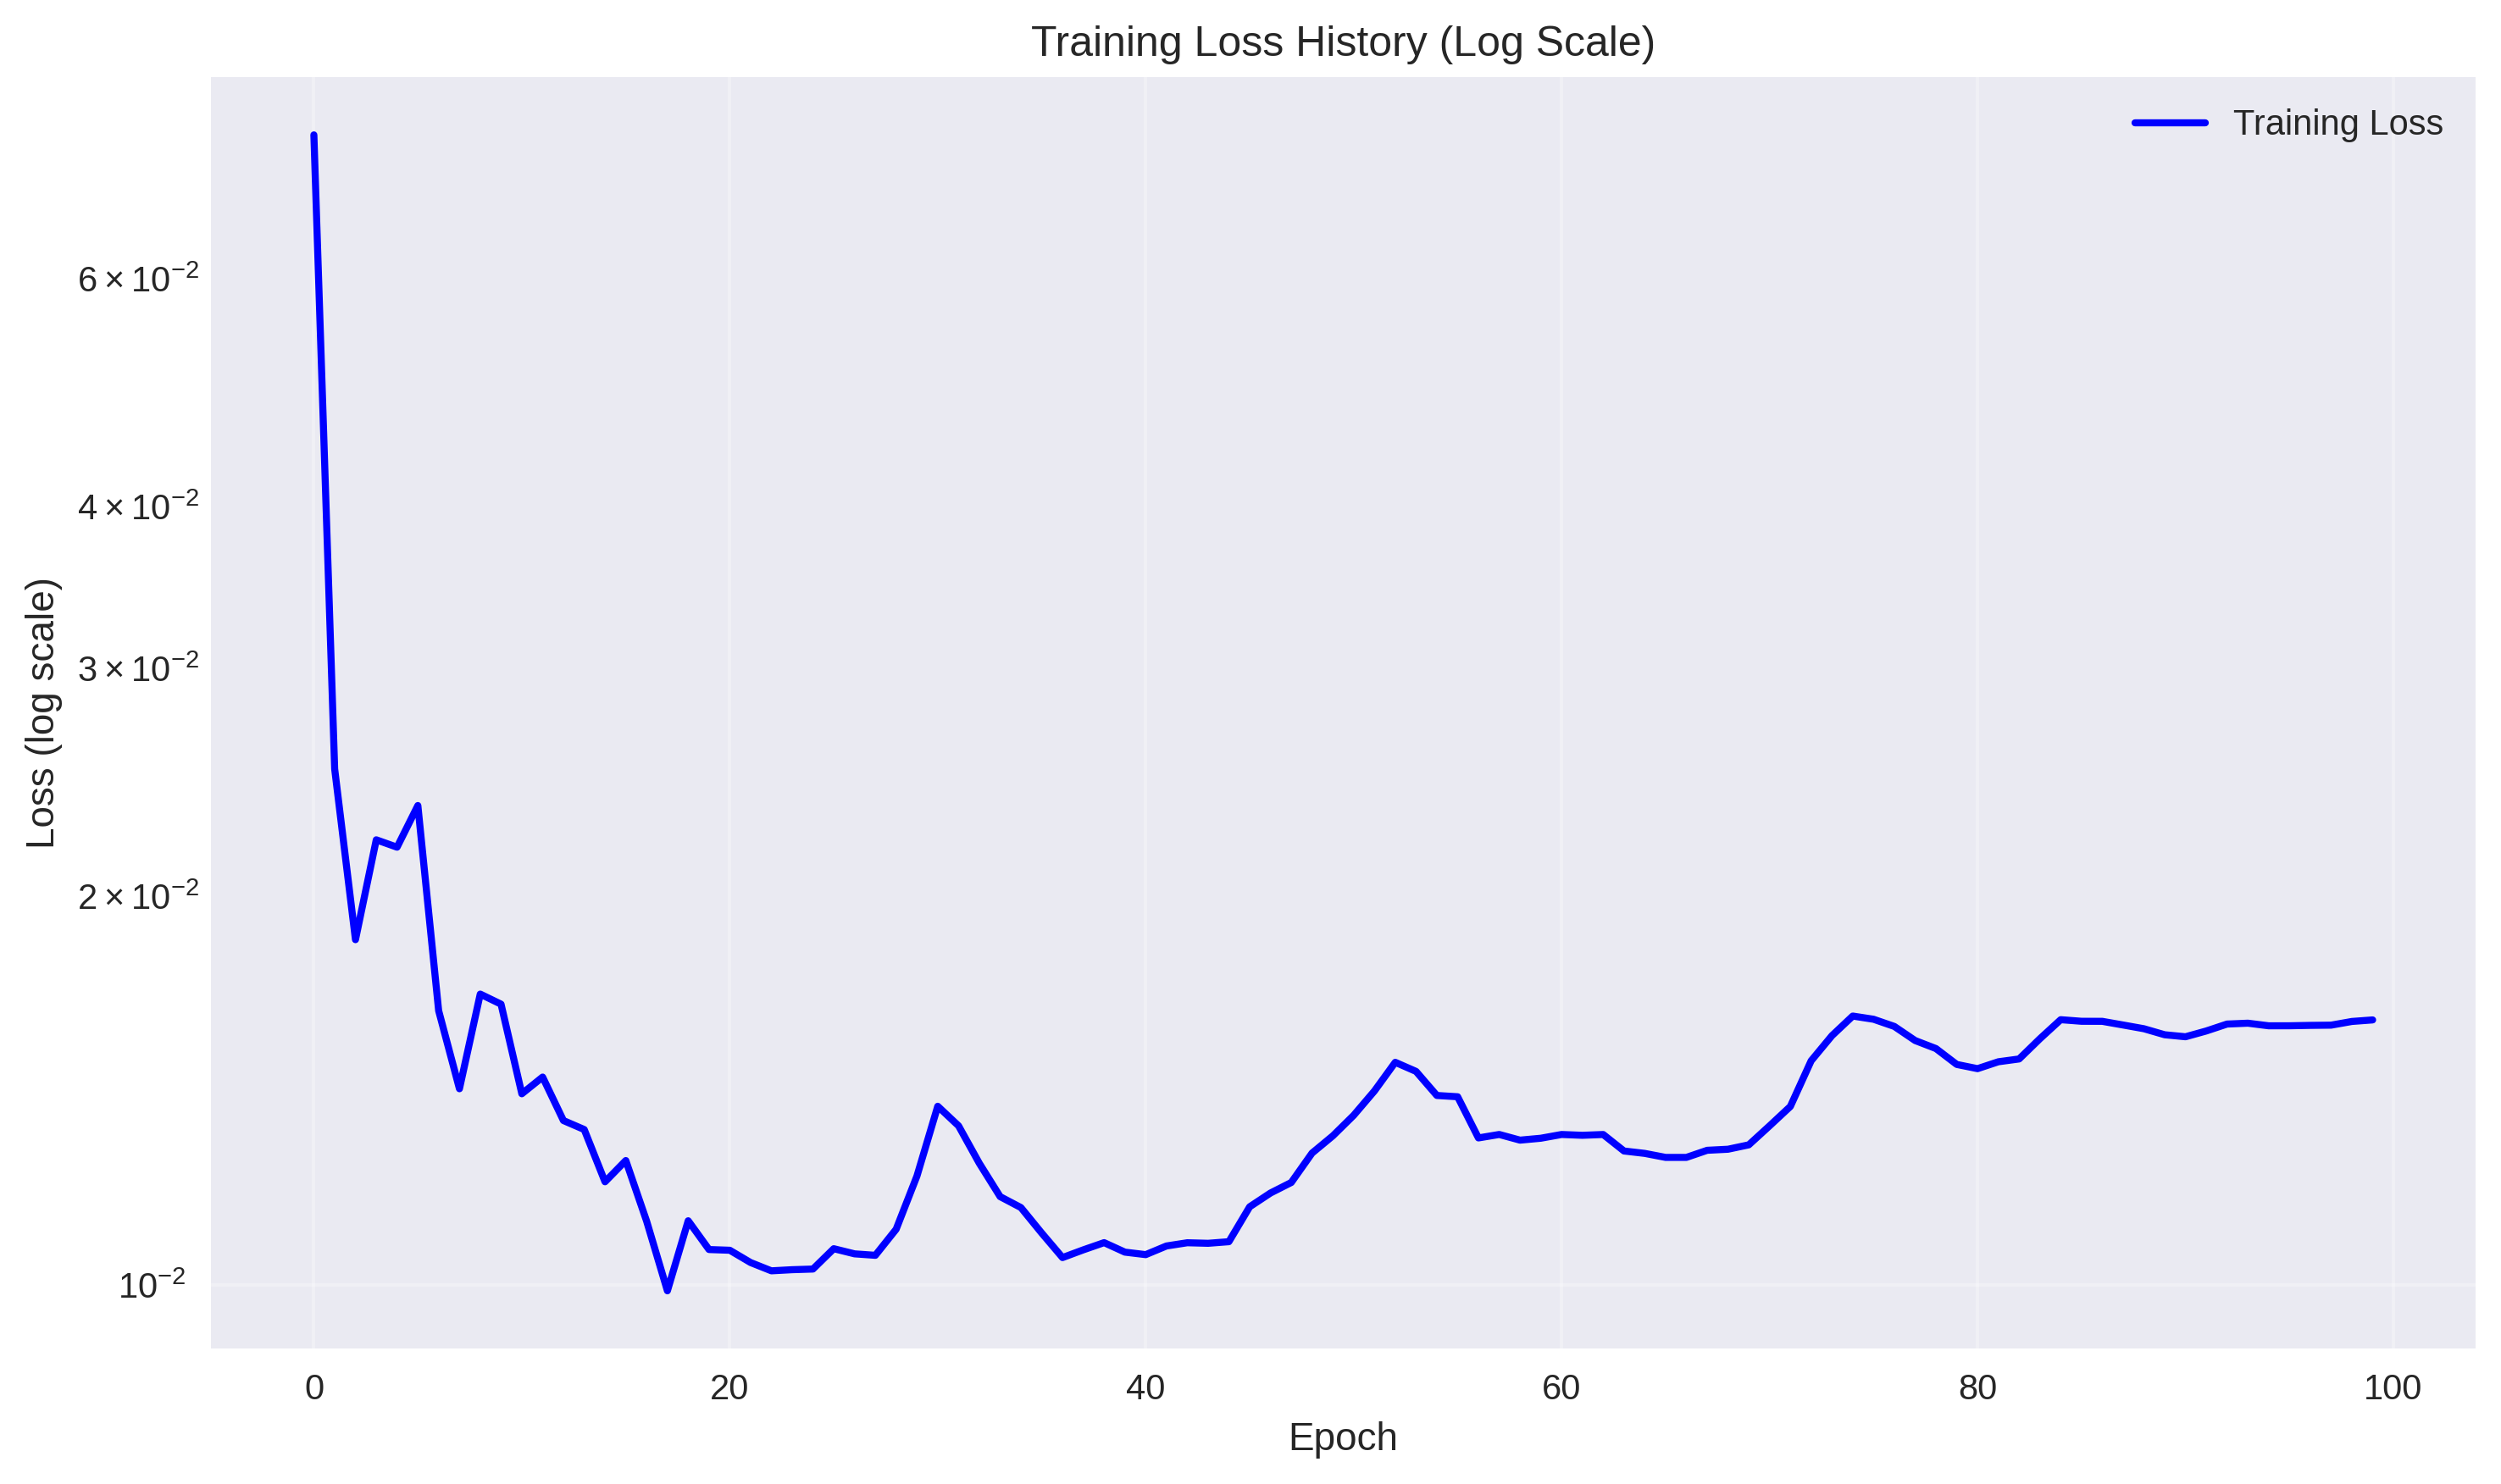 Training Loss History (Log Scale)
Training Loss
Loss (log scale)
6 × 10⁻²
4 × 10⁻²
3 × 10⁻²
2 × 10⁻²
10⁻²
0 20 40 60 80 100
Epoch